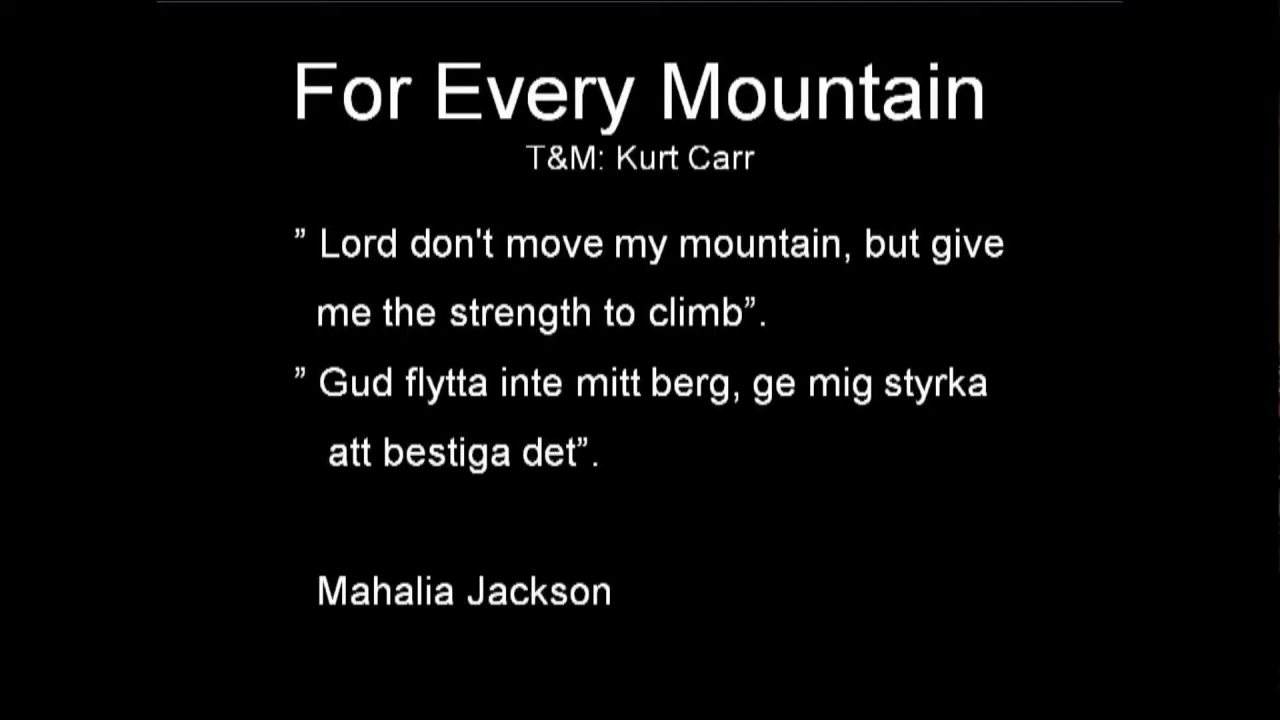 For Every Mountain
T&M: Kurt Carr
” Lord don't move my mountain, but give
me the strength to climb”.
” Gud flytta inte mitt berg, ge mig styrka
att bestiga det”.
Mahalia Jackson